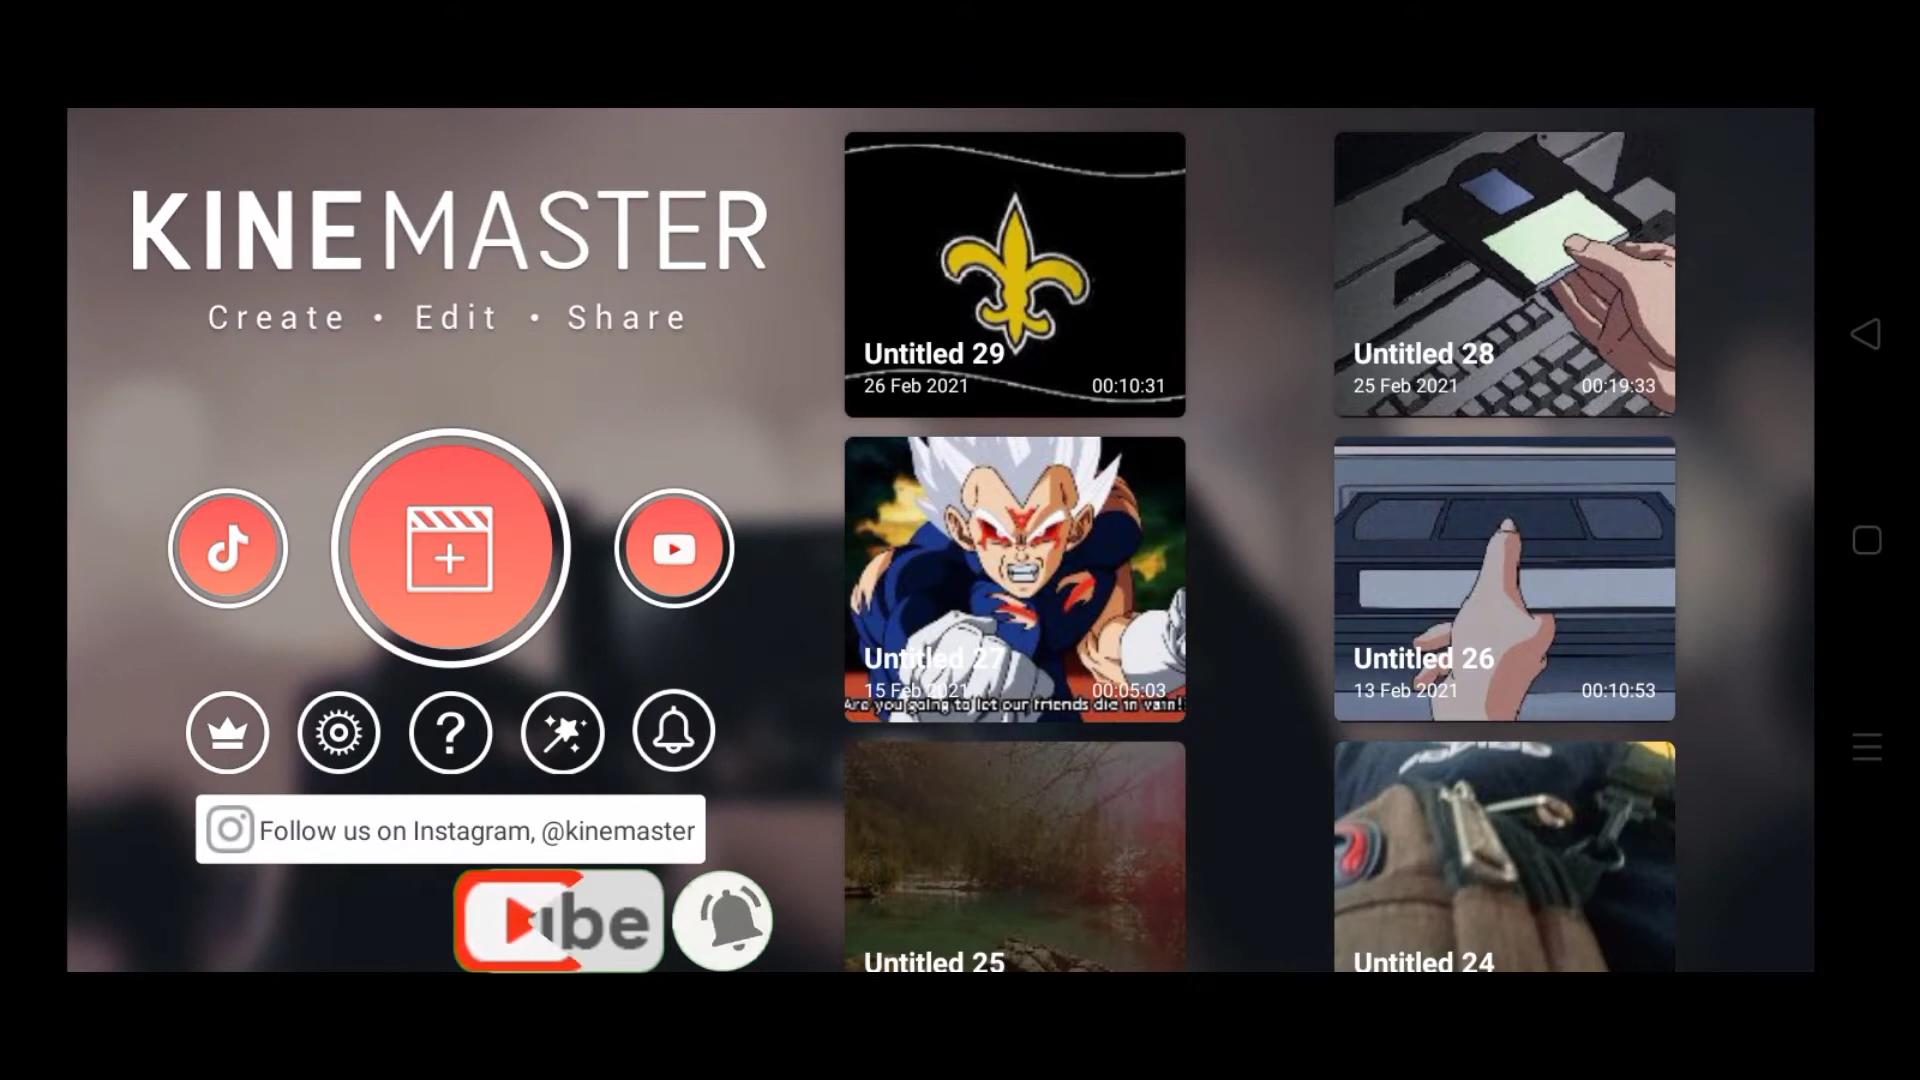 KINEMASTER
Create • Edit • Share
Follow us on Instagram, @kinemaster
ibe
Untitled 29
26 Feb 2021 00:10:31
Untitled 28
25 Feb 2021 00:19:33
Untitled 27
15 Feb 2021 00:05:03
Are you going to let our friends die in vain!
Untitled 26
13 Feb 2021 00:10:53
Untitled 25
Untitled 24